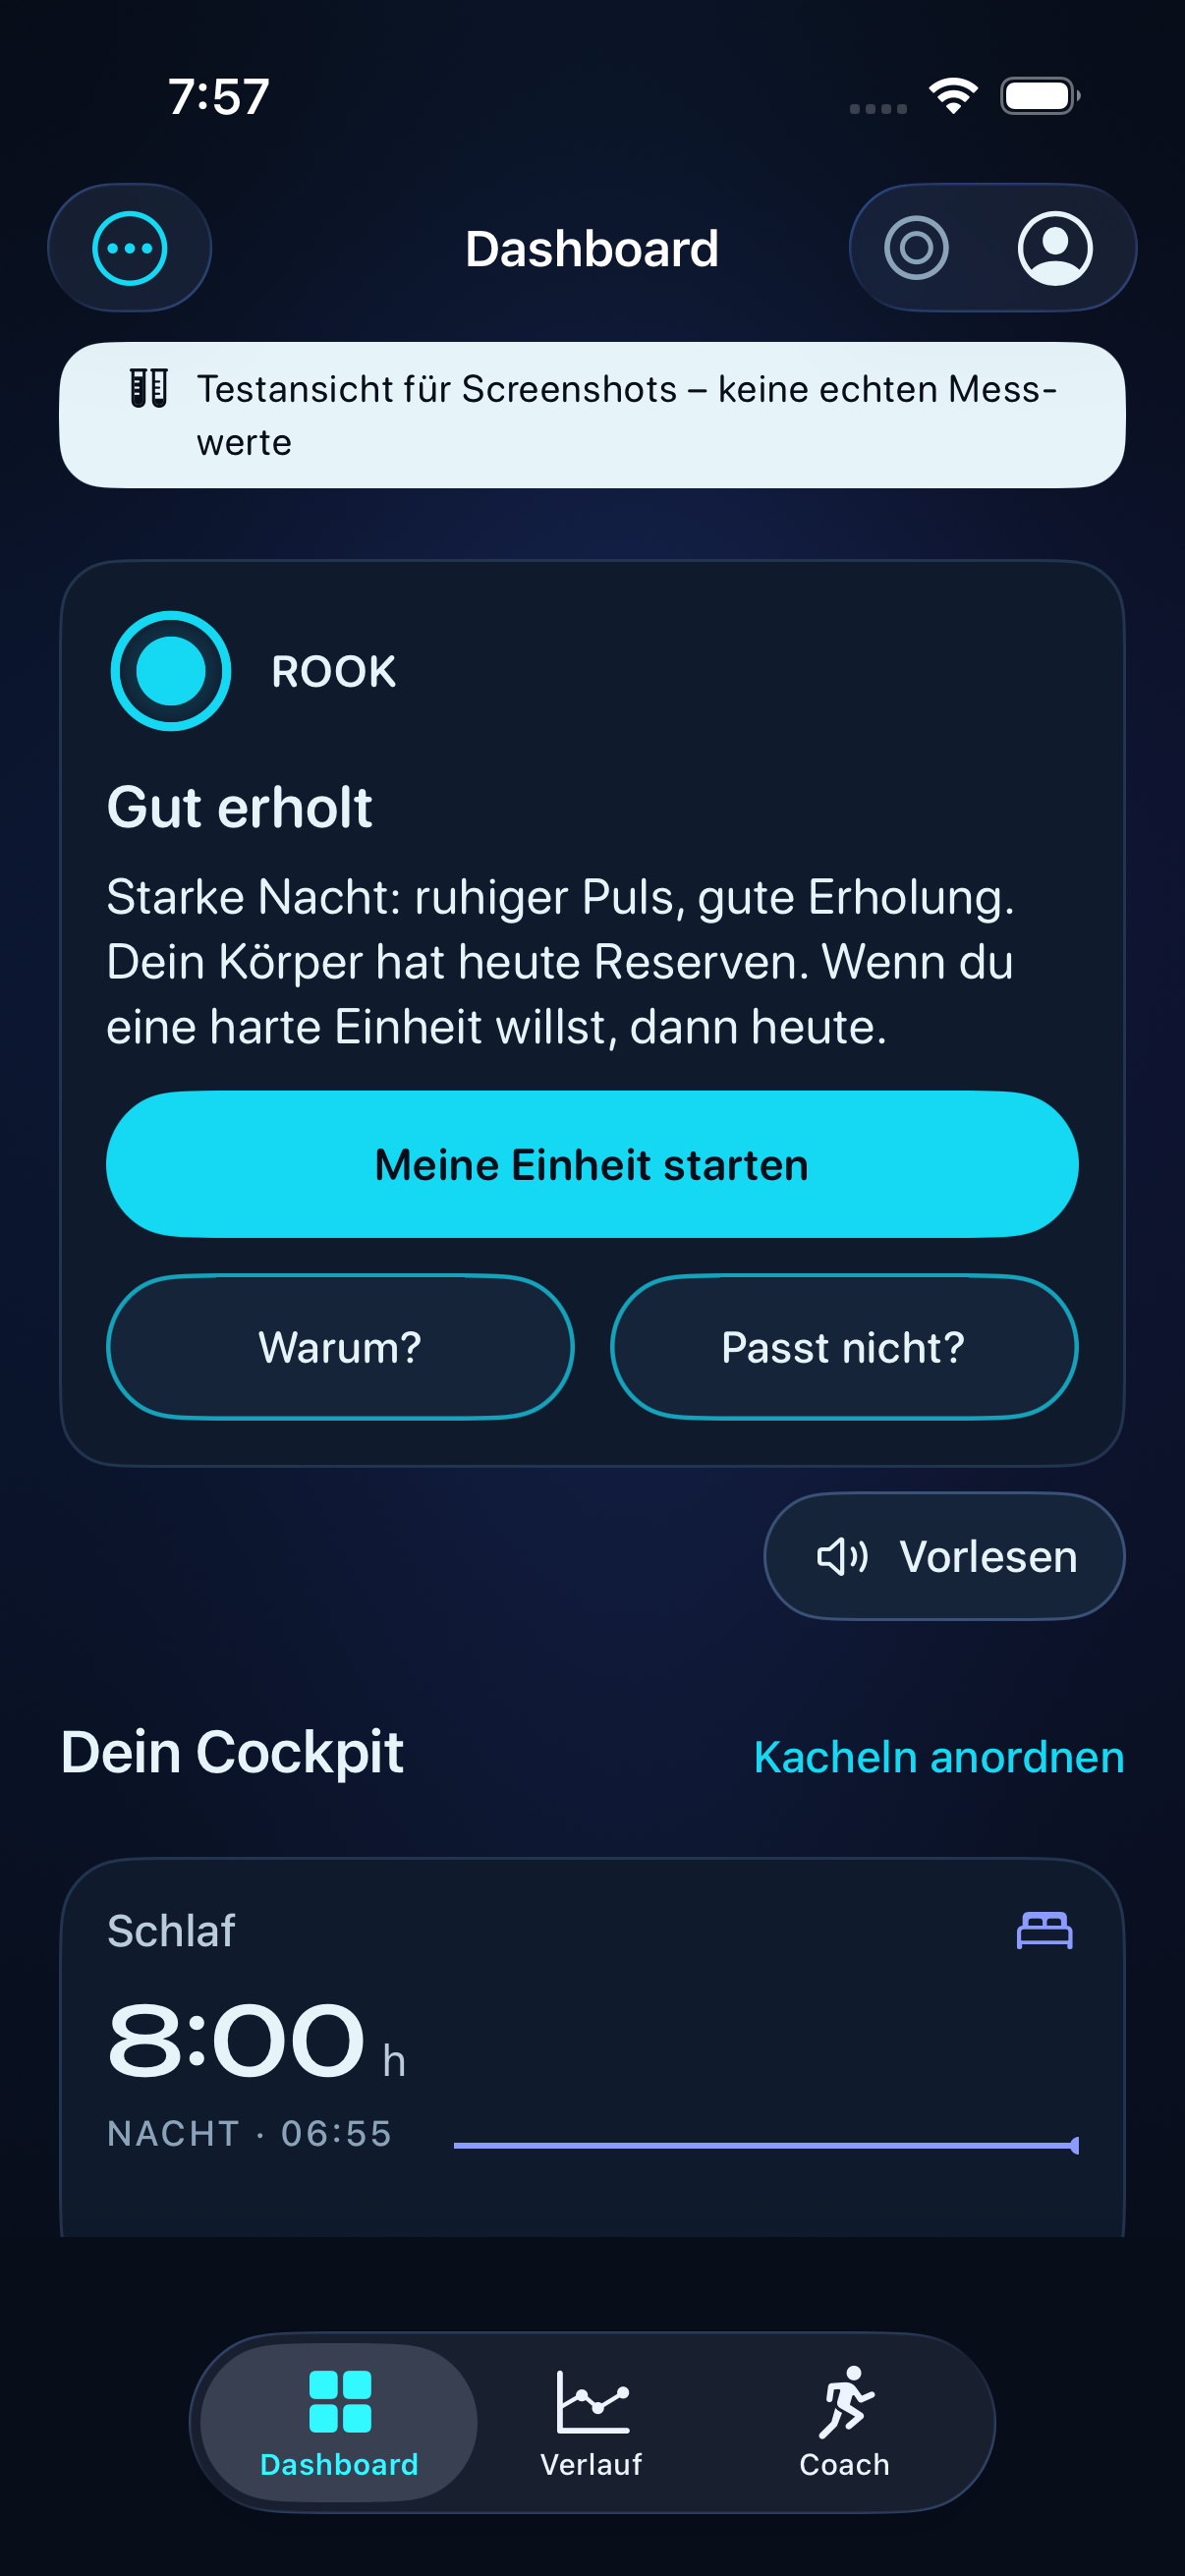 7:57
Dashboard
Testansicht für Screenshots – keine echten Mess-
werte
ROOK
Gut erholt
Starke Nacht: ruhiger Puls, gute Erholung.
Dein Körper hat heute Reserven. Wenn du
eine harte Einheit willst, dann heute.
Meine Einheit starten
Warum?
Passt nicht?
Vorlesen
Dein Cockpit
Kacheln anordnen
Schlaf
8:00 h
NACHT · 06:55
Dashboard
Verlauf
Coach